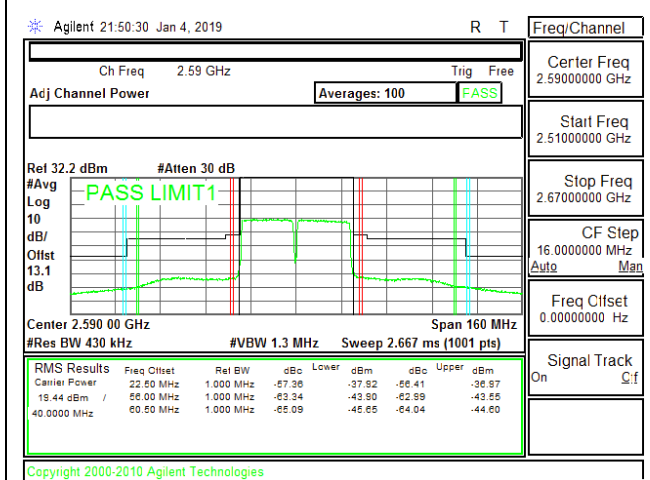 Agilent 21:50:30 Jan 4, 2019 R T
Freq/Channel
Ch Freq 2.59 GHz Trig Free
Adj Channel Power Averages: 100 PASS
Center Freq
2.59000000 GHz
Start Freq
2.51000000 GHz
Stop Freq
2.67000000 GHz
CF Step
16.0000000 MHz
Auto Man
Freq Offset
0.00000000 Hz
Signal Track
On Off
Ref 32.2 dBm #Atten 30 dB
#Avg
Log
10
dB/
Offst
13.1
dB
PASS LIMIT1
Center 2.590 00 GHz Span 160 MHz
#Res BW 430 kHz #VBW 1.3 MHz Sweep 2.667 ms (1001 pts)
RMS Results Freq Offset Ref BW dBc Lower dBm dBc Upper dBm
Carrier Power 22.50 MHz 1.000 MHz -57.36 -37.92 -56.41 -36.97
19.44 dBm / 56.00 MHz 1.000 MHz -63.34 -43.90 -62.99 -43.55
40.0000 MHz 60.50 MHz 1.000 MHz -65.09 -45.65 -64.04 -44.60
Copyright 2000-2010 Agilent Technologies